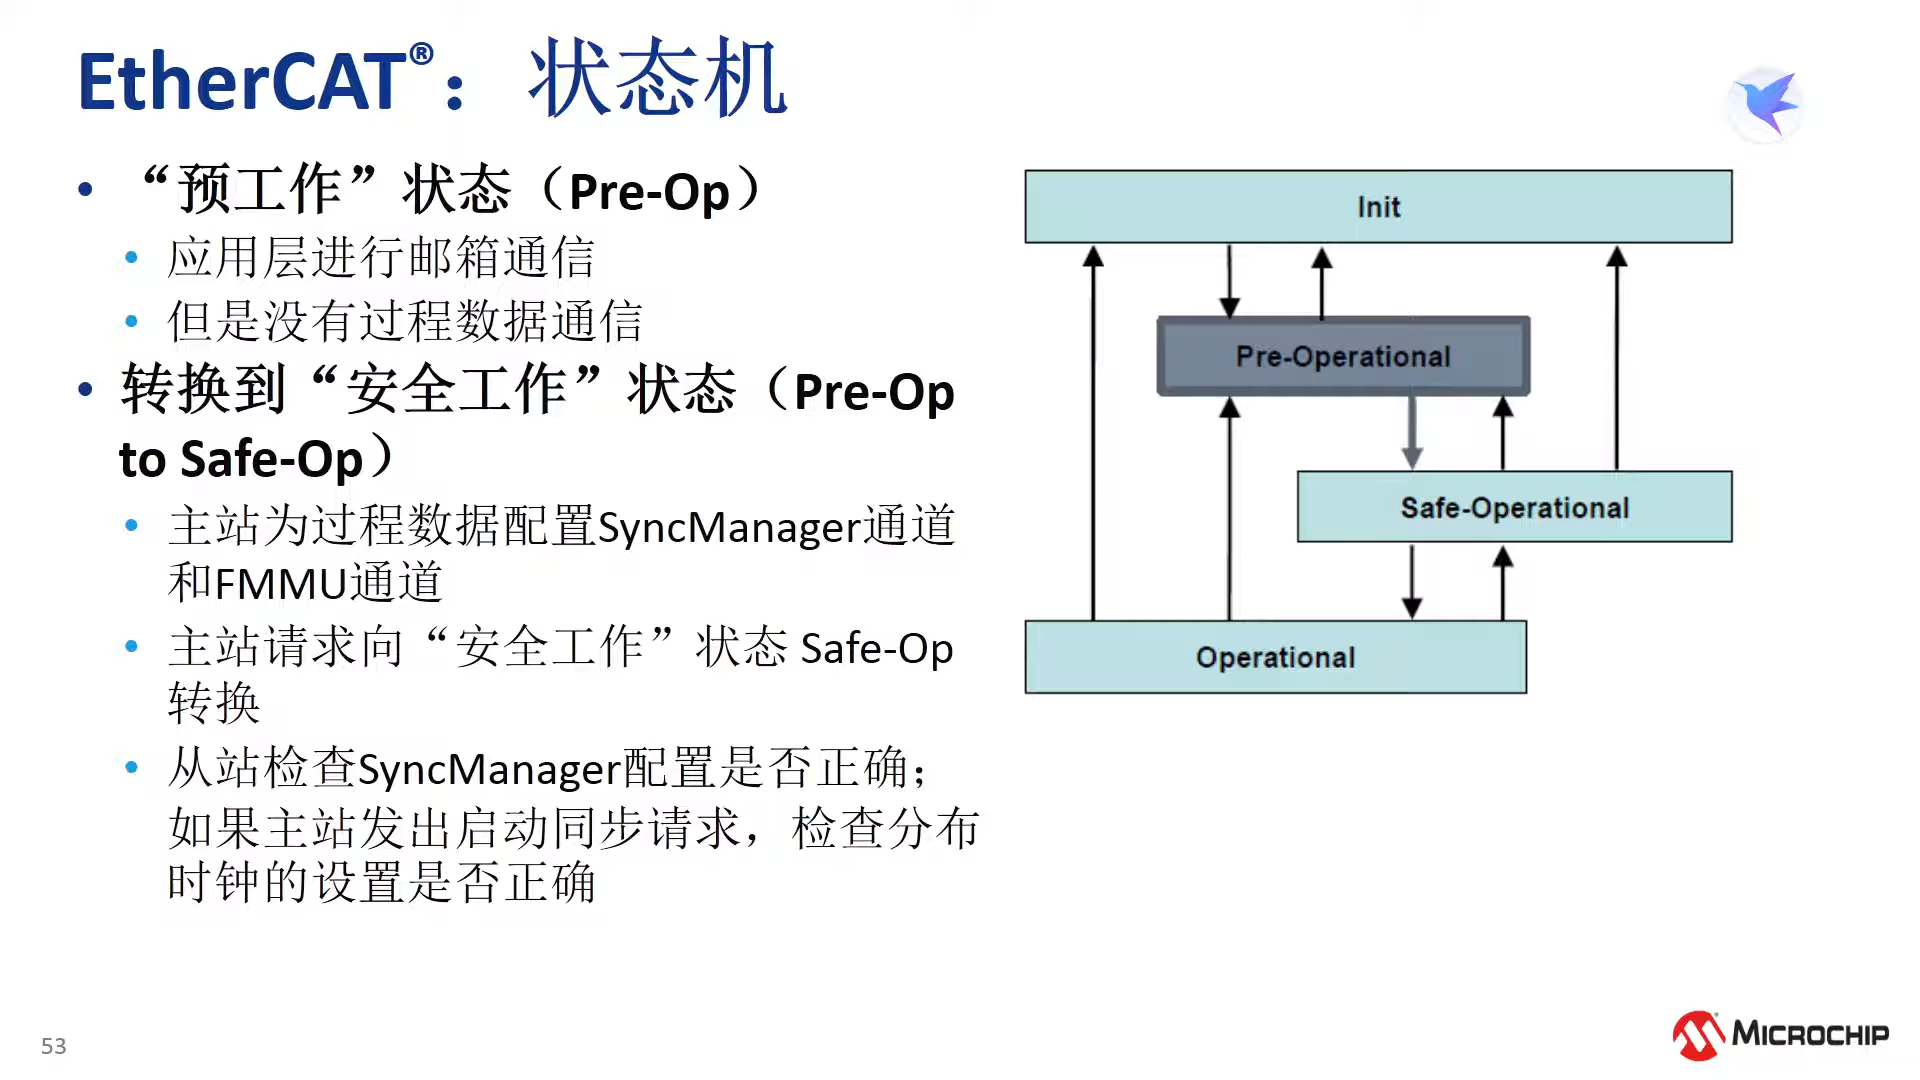 EtherCAT®：状态机
“预工作”状态（Pre-Op）
应用层进行邮箱通信
但是没有过程数据通信
转换到“安全工作”状态（Pre-Op
to Safe-Op）
主站为过程数据配置SyncManager通道
和FMMU通道
主站请求向“安全工作”状态 Safe-Op
转换
从站检查SyncManager配置是否正确；
如果主站发出启动同步请求，检查分布
时钟的设置是否正确
Init
Pre-Operational
Safe-Operational
Operational
53
MICROCHIP